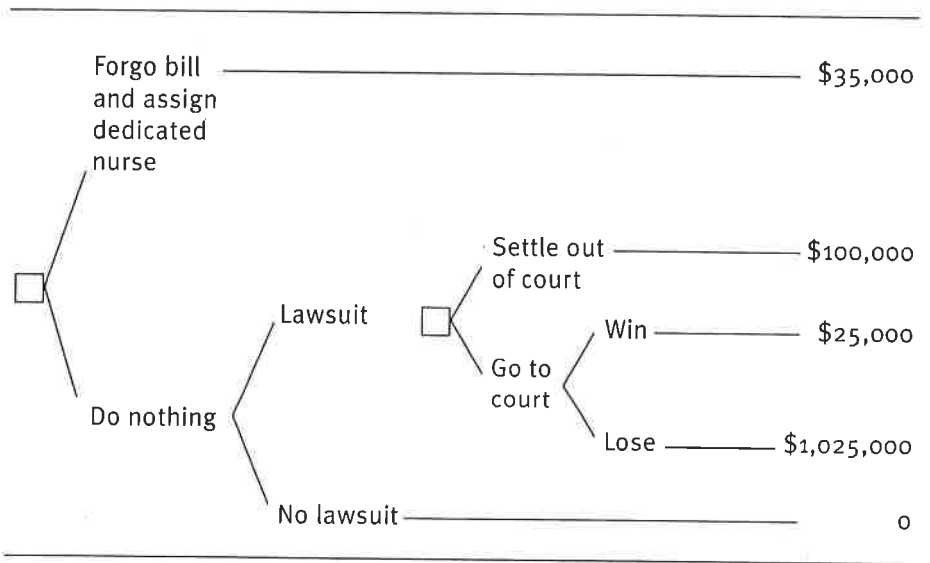 Forgo bill
and assign
dedicated
nurse
$35,000
Settle out
of court
$100,000
Lawsuit
Win
$25,000
Go to
court
Do nothing
Lose
$1,025,000
No lawsuit
0